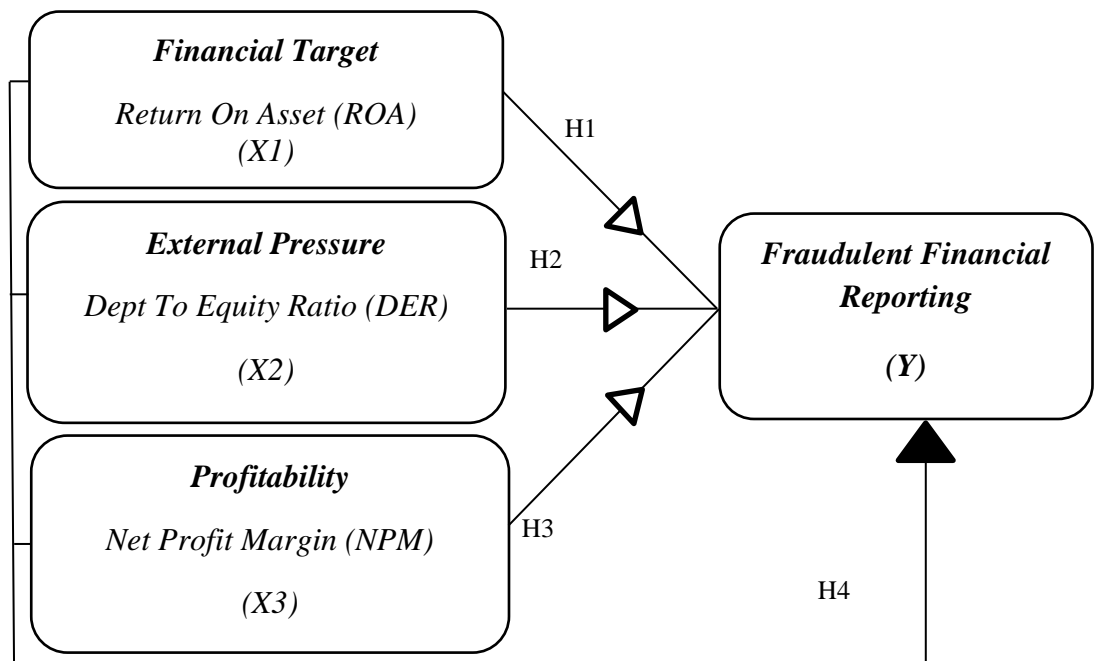 Financial Target
Return On Asset (ROA)
(X1)
H1
External Pressure
Dept To Equity Ratio (DER)
(X2)
H2
Fraudulent Financial
Reporting
(Y)
Profitability
Net Profit Margin (NPM)
(X3)
H3
H4